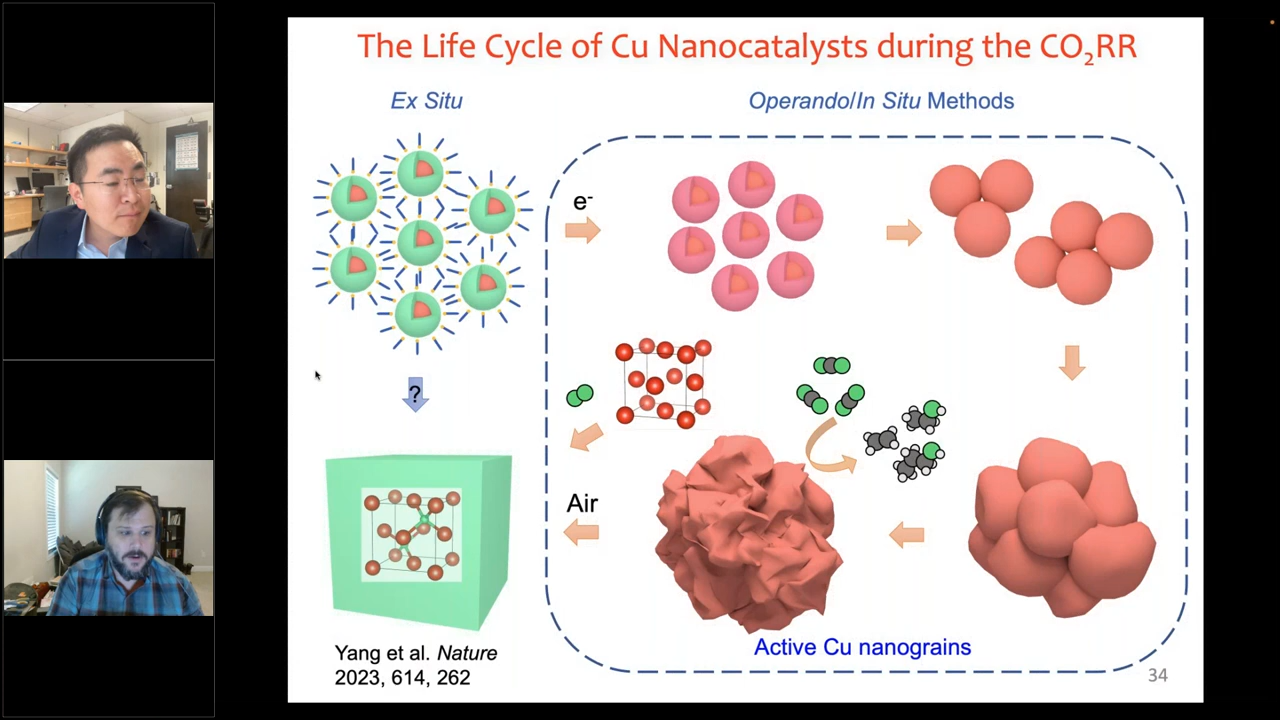 The Life Cycle of Cu Nanocatalysts during the CO₂RR
Ex Situ
Operando/In Situ Methods
e⁻
?
Air
Active Cu nanograins
Yang et al. Nature
2023, 614, 262
34